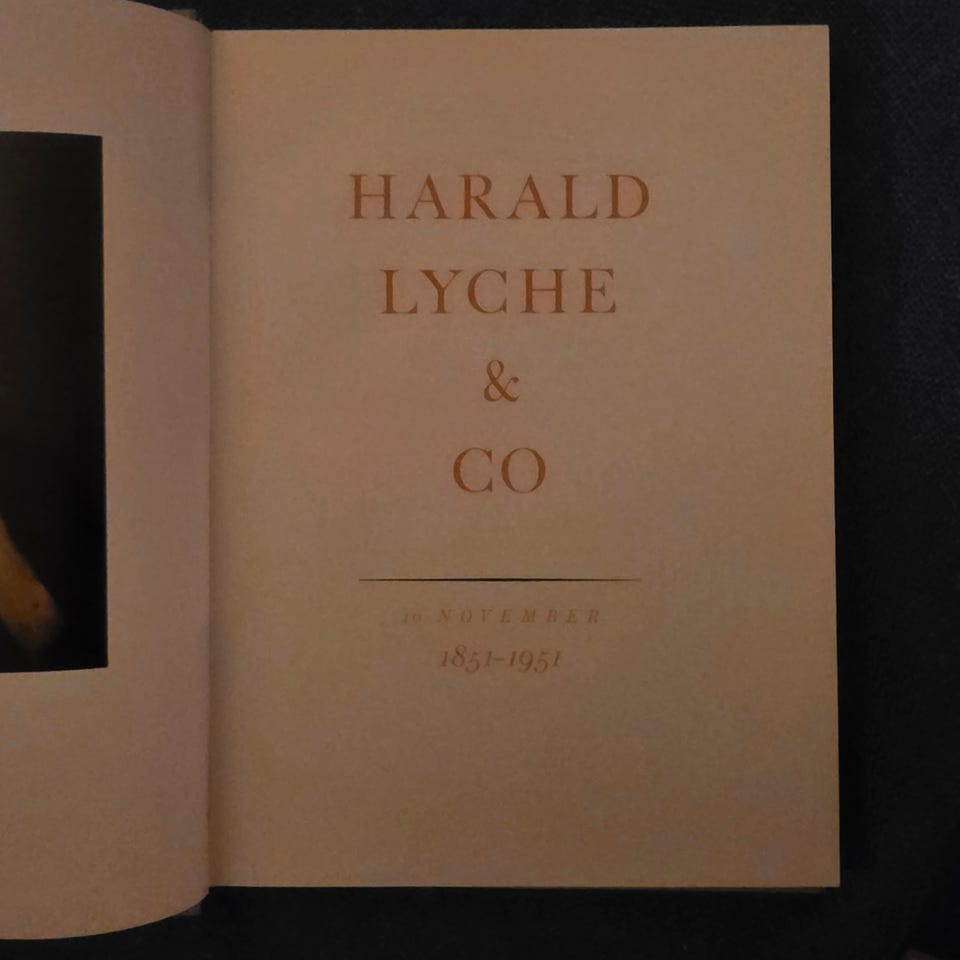 HARALD
LYCHE
&
CO
10 NOVEMBER
1851–1951